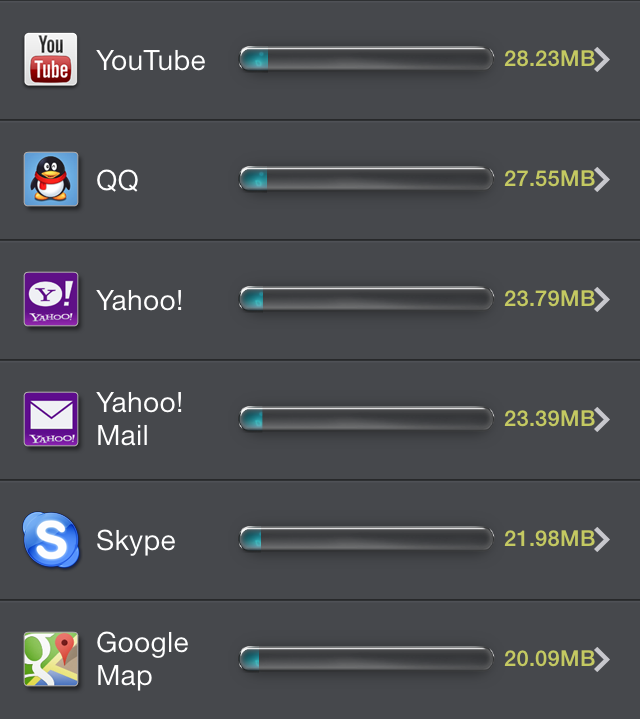 You
Tube
YouTube
28.23MB
QQ
27.55MB
Y!
YAHOO!
Yahoo!
23.79MB
YAHOO!
Yahoo!
Mail
23.39MB
S
Skype
21.98MB
g
Google
Map
20.09MB